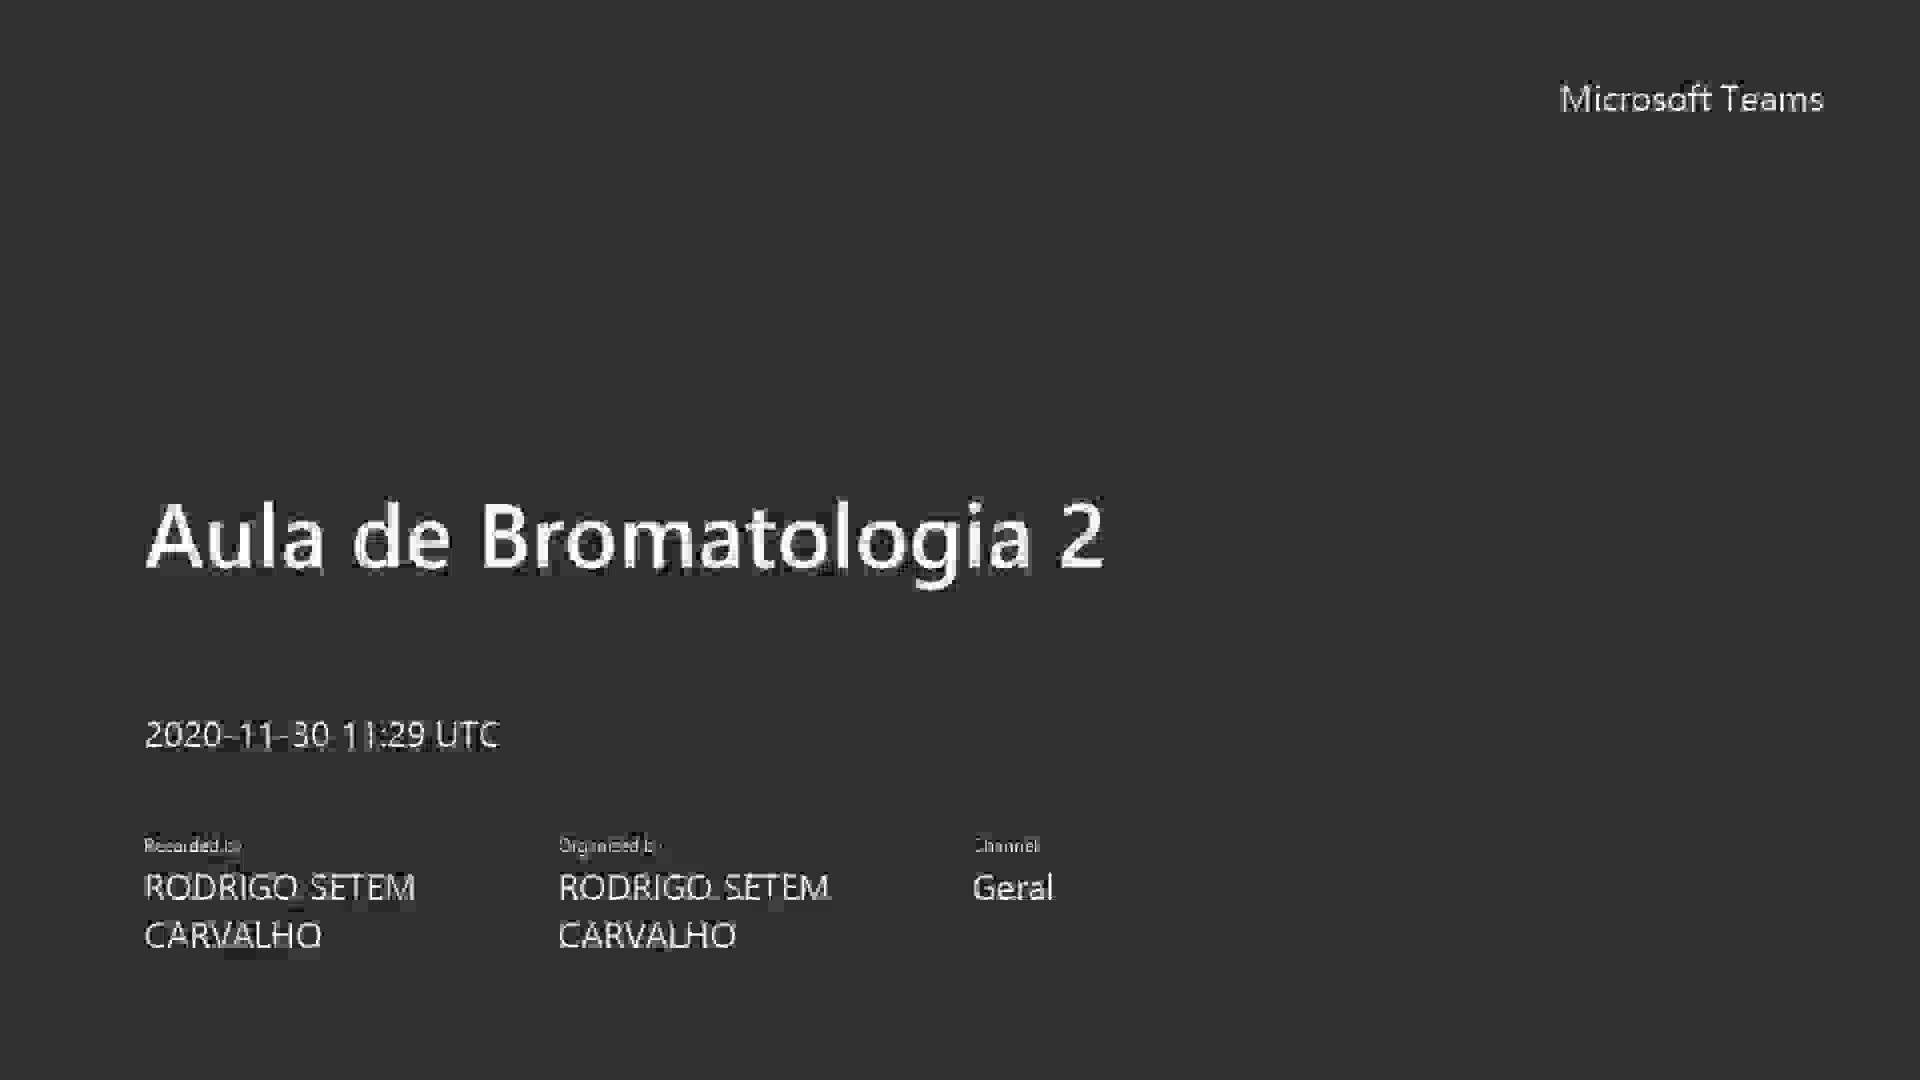 Microsoft Teams
Aula de Bromatologia 2
2020-11-30 11:29 UTC
Recorded by
Organized by
Channel
RODRIGO SETEM
CARVALHO
RODRIGO SETEM
CARVALHO
Geral